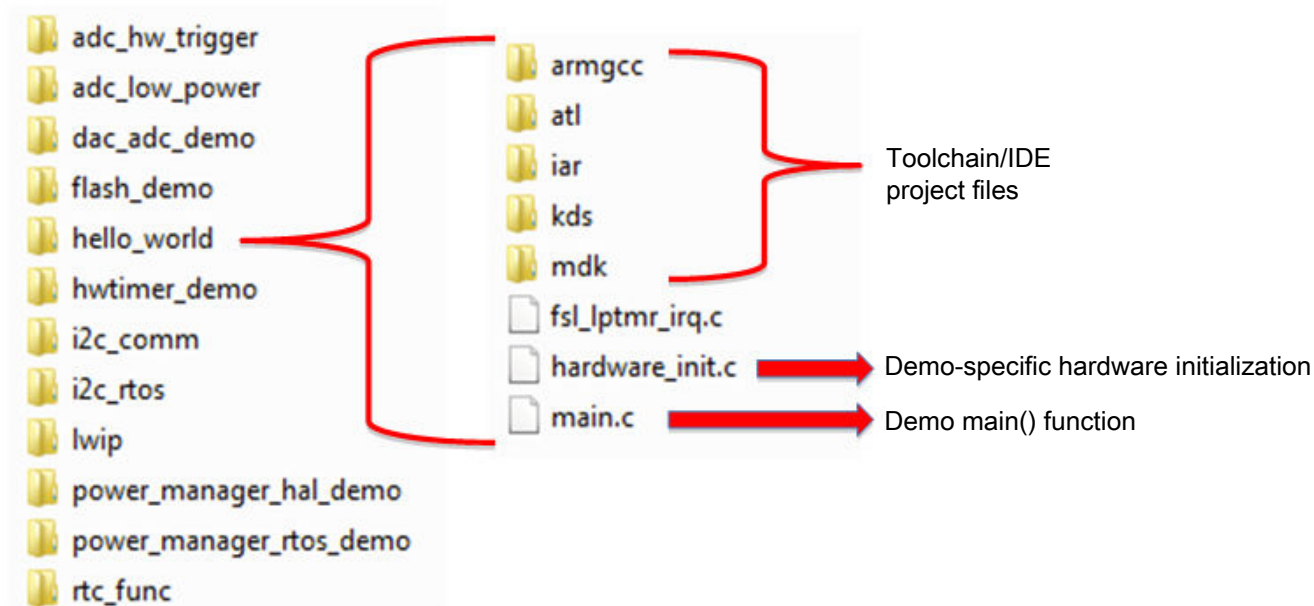 adc_hw_trigger
adc_low_power
dac_adc_demo
flash_demo
hello_world
hwtimer_demo
i2c_comm
i2c_rtos
lwip
power_manager_hal_demo
power_manager_rtos_demo
rtc_func
armgcc
atl
iar
kds
mdk
fsl_lptmr_irq.c
hardware_init.c
main.c
Toolchain/IDE
project files
Demo-specific hardware initialization
Demo main() function